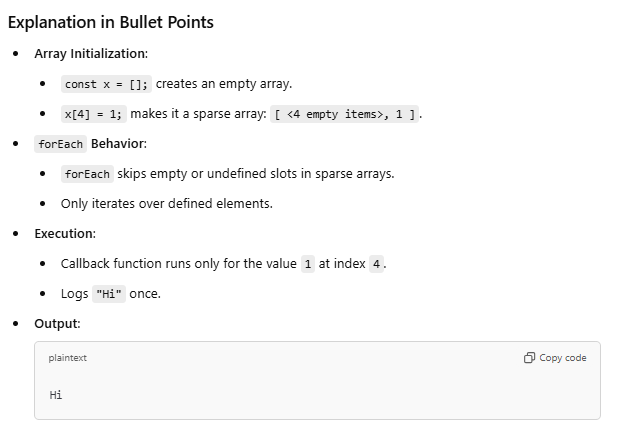 Explanation in Bullet Points
• Array Initialization:
• const x = []; creates an empty array.
• x[4] = 1; makes it a sparse array: [ <4 empty items>, 1 ].
• forEach Behavior:
• forEach skips empty or undefined slots in sparse arrays.
• Only iterates over defined elements.
• Execution:
• Callback function runs only for the value 1 at index 4.
• Logs "Hi" once.
• Output:
plaintext Copy code
Hi